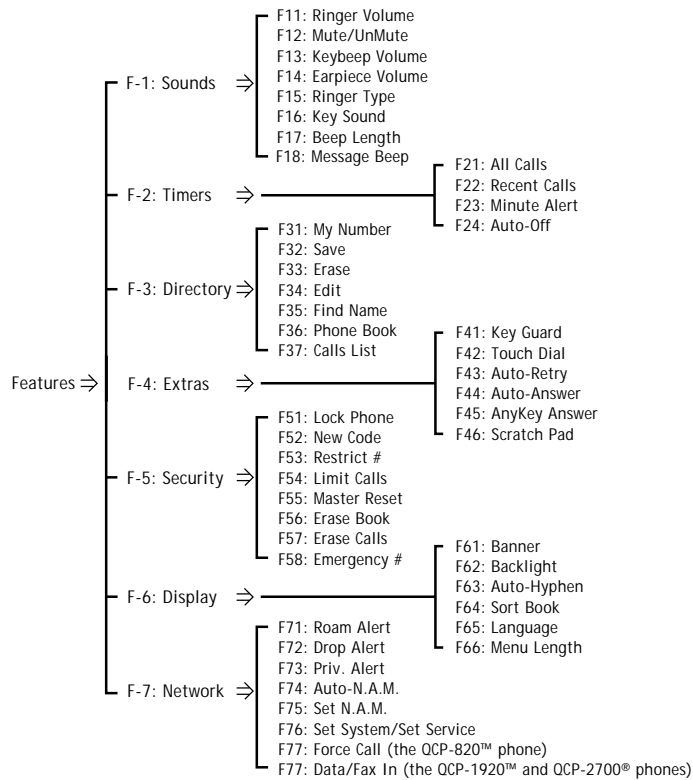 Features ⇒
F-1: Sounds ⇒
F11: Ringer Volume
F12: Mute/UnMute
F13: Keybeep Volume
F14: Earpiece Volume
F15: Ringer Type
F16: Key Sound
F17: Beep Length
F18: Message Beep
F-2: Timers ⇒
F21: All Calls
F22: Recent Calls
F23: Minute Alert
F24: Auto-Off
F-3: Directory ⇒
F31: My Number
F32: Save
F33: Erase
F34: Edit
F35: Find Name
F36: Phone Book
F37: Calls List
F-4: Extras ⇒
F41: Key Guard
F42: Touch Dial
F43: Auto-Retry
F44: Auto-Answer
F45: AnyKey Answer
F46: Scratch Pad
F-5: Security ⇒
F51: Lock Phone
F52: New Code
F53: Restrict #
F54: Limit Calls
F55: Master Reset
F56: Erase Book
F57: Erase Calls
F58: Emergency #
F-6: Display ⇒
F61: Banner
F62: Backlight
F63: Auto-Hyphen
F64: Sort Book
F65: Language
F66: Menu Length
F-7: Network ⇒
F71: Roam Alert
F72: Drop Alert
F73: Priv. Alert
F74: Auto-N.A.M.
F75: Set N.A.M.
F76: Set System/Set Service
F77: Force Call (the QCP-820™ phone)
F77: Data/Fax In (the QCP-1920™ and QCP-2700® phones)